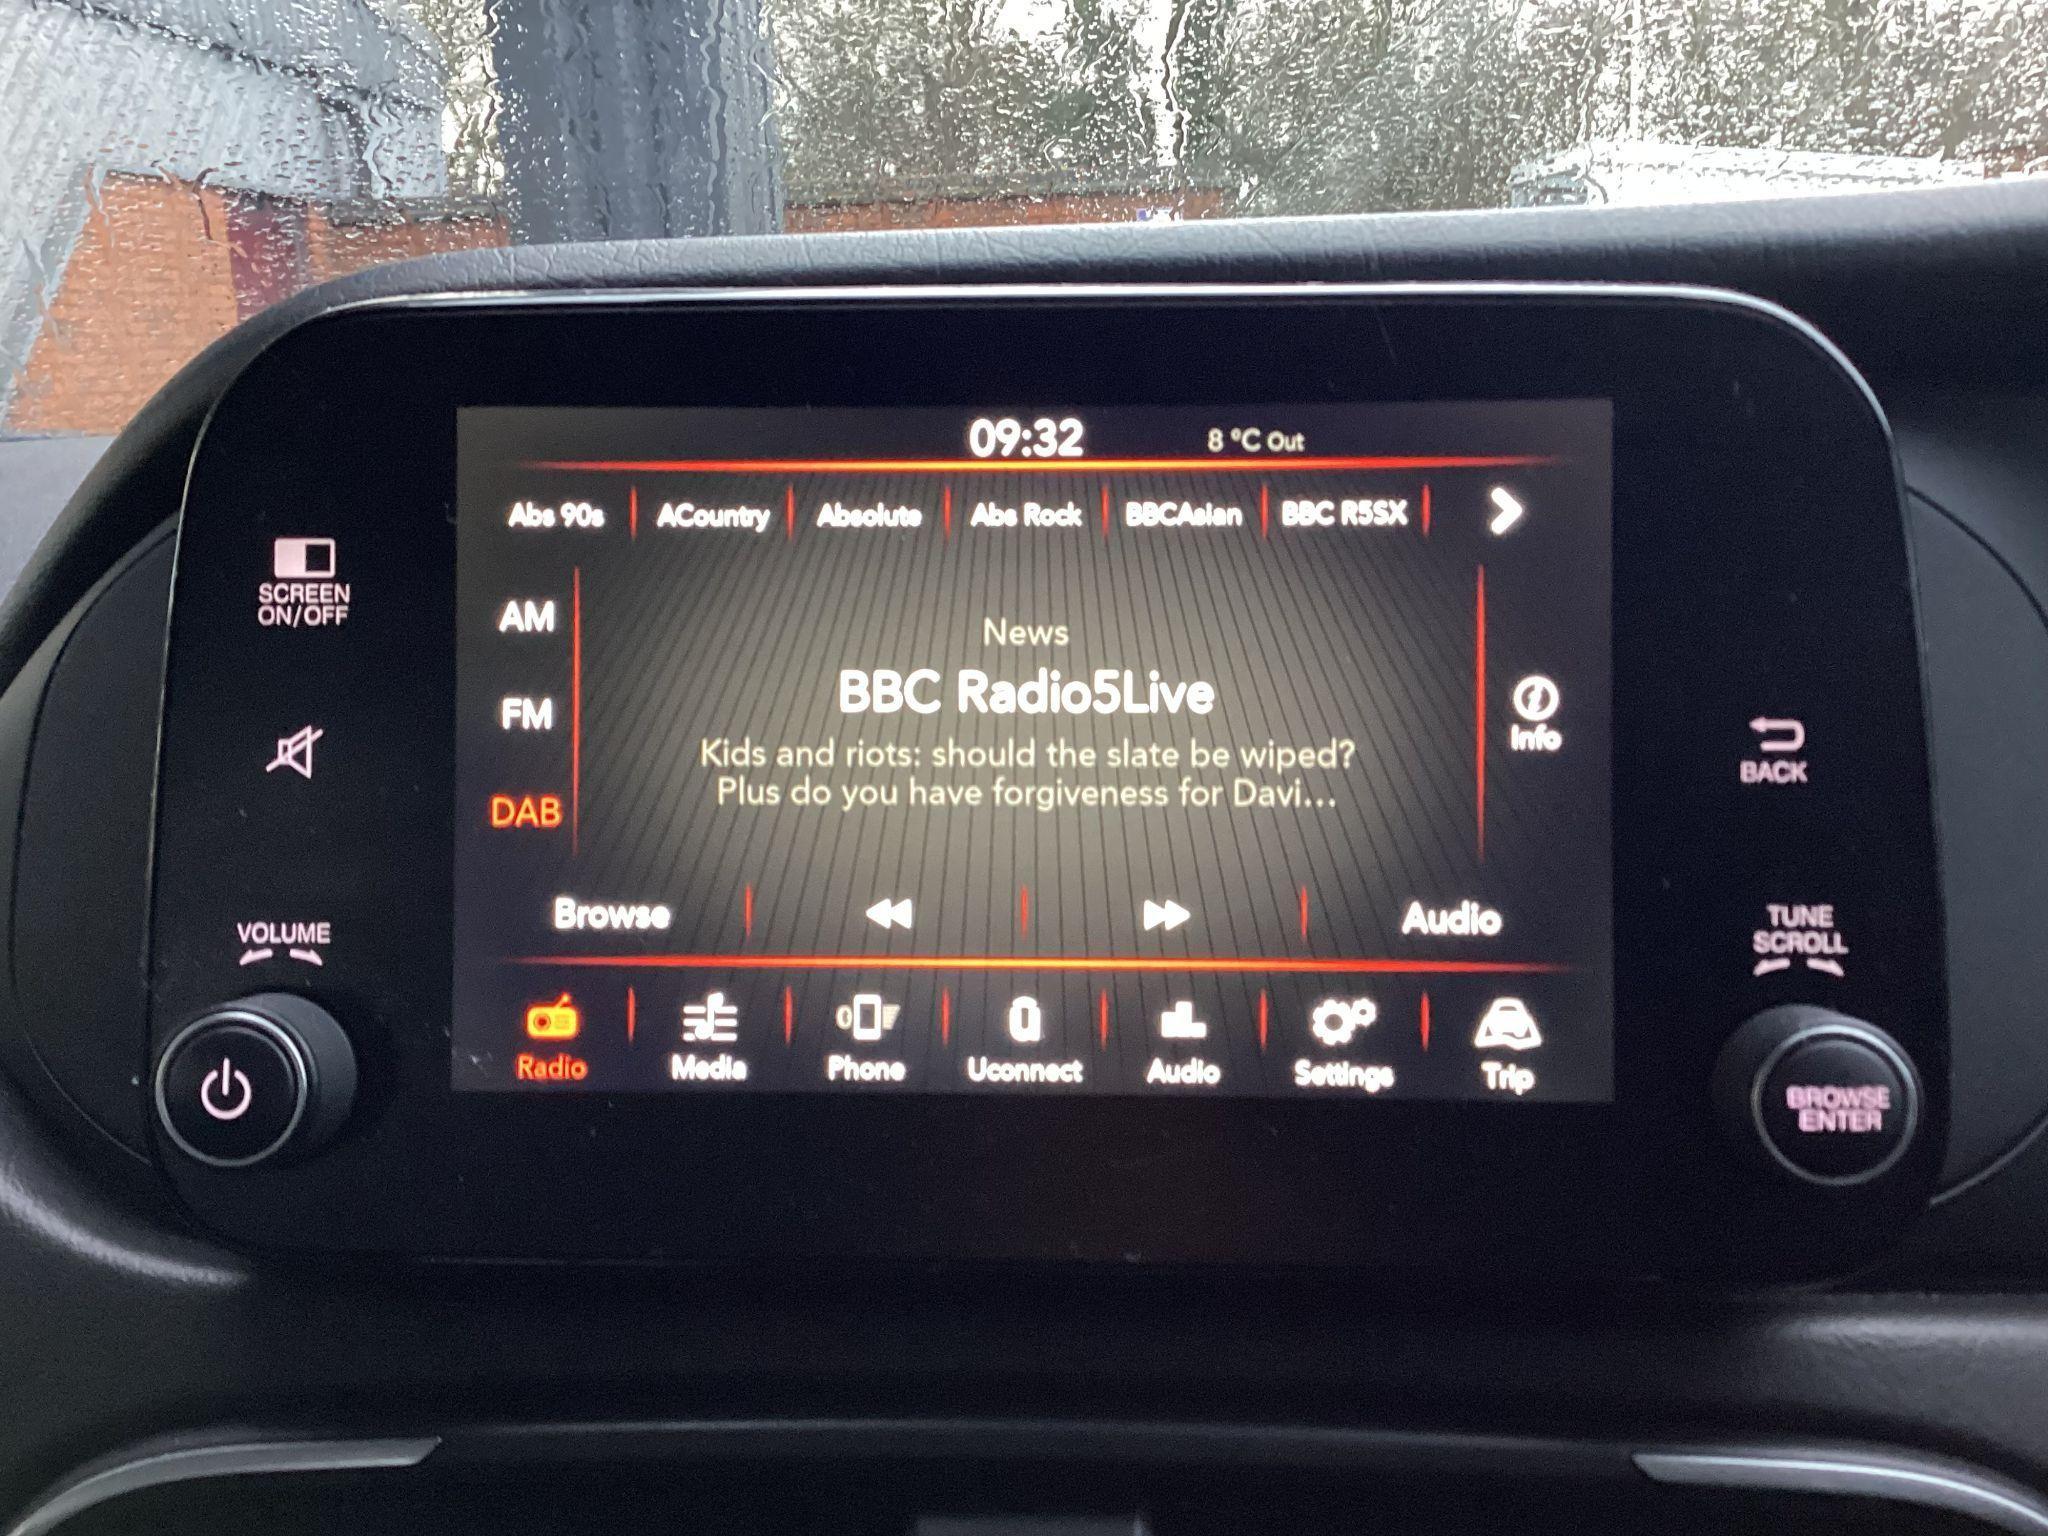 09:32
8 °C Out
Abs 90s
ACountry
Absolute
Abs Rock
BBCAsian
BBC R5SX
SCREEN
ON/OFF
AM
FM
DAB
News
BBC Radio5Live
Kids and riots: should the slate be wiped?
Plus do you have forgiveness for Davi...
Info
BACK
VOLUME
TUNE
SCROLL
Browse
Audio
Radio
Media
Phone
Uconnect
Audio
Settings
Trip
BROWSE
ENTER